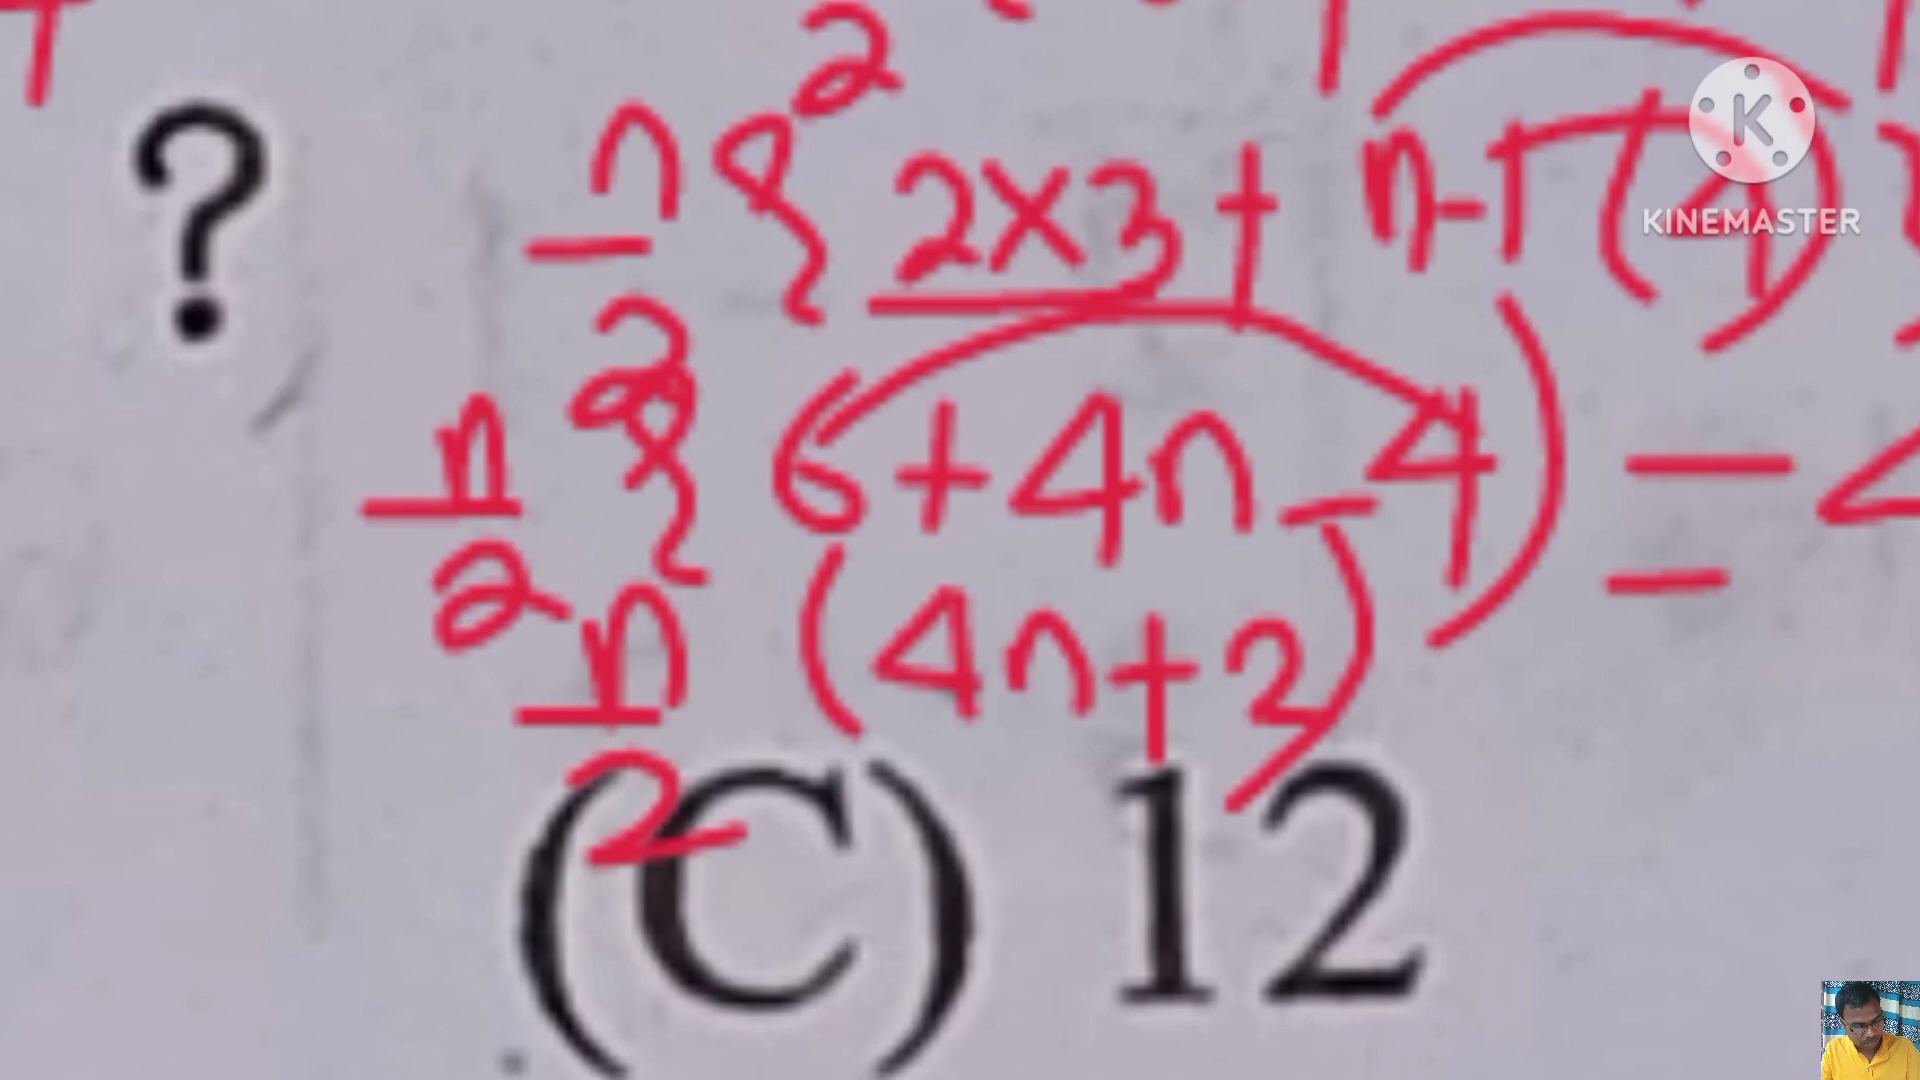 ?
n/2 { 2×3 + n-1 (4) }
KINEMASTER
n/2 { (6+4n-4) =
n/2 (4n+2) =
(C) 12